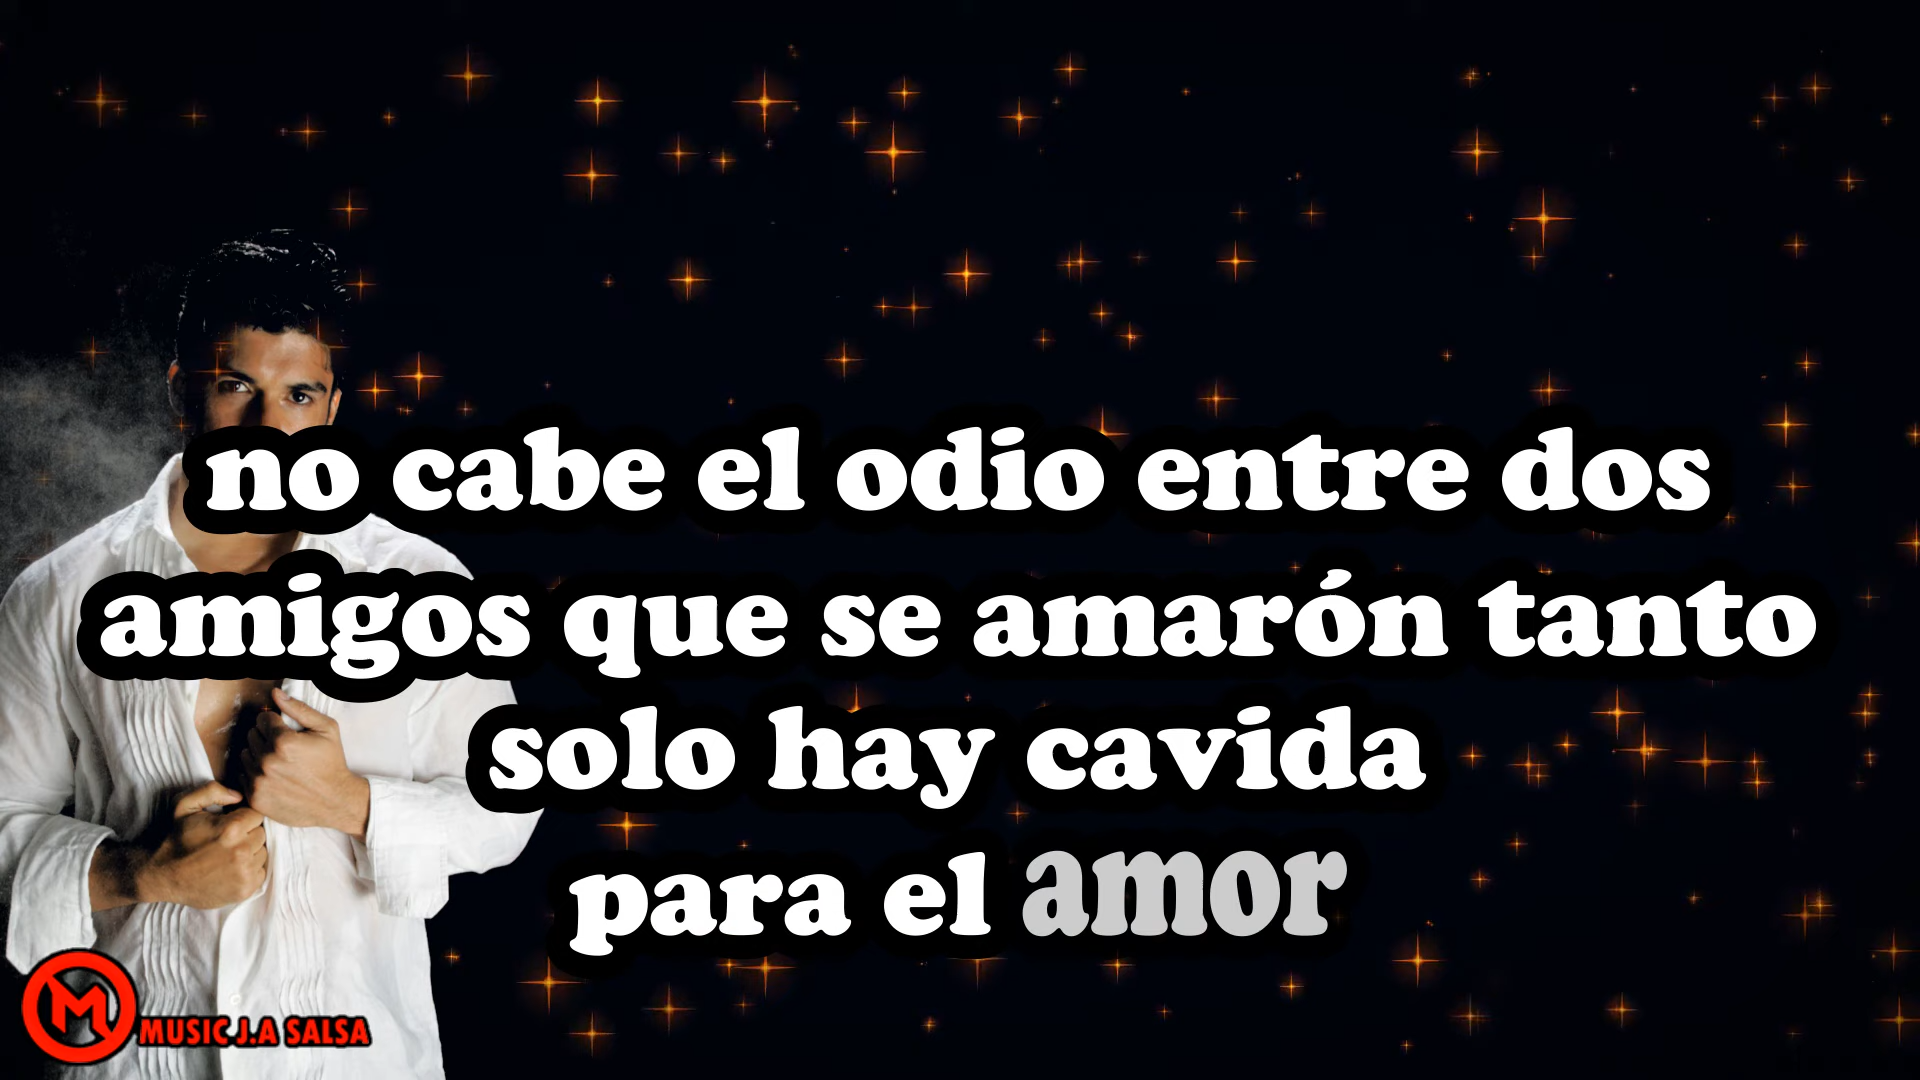 no cabe el odio entre dos
amigos que se amarón tanto
solo hay cavida
para el amor
M
MUSIC J.A SALSA